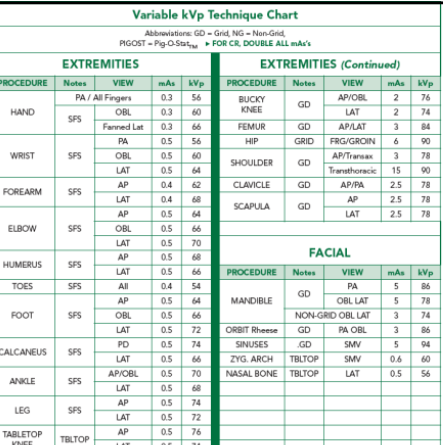 Variable kVp Technique Chart
Abbreviations: GD = Grid, NG = Non-Grid,
PIGOST = Pig-O-Stat TM ▸ FOR CR, DOUBLE ALL mAs's
EXTREMITIES
PROCEDURE Notes VIEW mAs kVp
HAND SFS PA / All Fingers 0.3 56
OBL 0.3 60
Fanned Lat 0.3 66
WRIST SFS PA 0.5 56
OBL 0.5 60
LAT 0.5 64
FOREARM SFS AP 0.4 62
LAT 0.4 68
ELBOW SFS AP 0.5 64
OBL 0.5 66
LAT 0.5 70
HUMERUS SFS AP 0.5 68
LAT 0.5 66
TOES SFS All 0.4 54
FOOT SFS AP 0.5 64
OBL 0.5 66
LAT 0.5 72
CALCANEUS SFS PD 0.5 74
LAT 0.5 66
ANKLE SFS AP/OBL 0.5 70
LAT 0.5 68
LEG SFS AP 0.5 74
LAT 0.5 72
TABLETOP KNEE TBLTOP AP 0.5 76
LAT 0.5 74
EXTREMITIES (Continued)
PROCEDURE Notes VIEW mAs kVp
BUCKY KNEE GD AP/OBL 2 76
LAT 2 74
FEMUR GD AP/LAT 3 84
HIP GRID FRG/GROIN 6 90
SHOULDER GD AP/Transax 3 78
Transthoracic 15 90
CLAVICLE GD AP/PA 2.5 78
SCAPULA GD AP 2.5 78
LAT 2.5 78
FACIAL
PROCEDURE Notes VIEW mAs kVp
MANDIBLE GD PA 5 86
OBL LAT 5 78
NON-GRID OBL LAT 3 74
ORBIT Rheese GD PA OBL 3 86
SINUSES .GD SMV 5 94
ZYG. ARCH TBLTOP SMV 0.6 60
NASAL BONE TBLTOP LAT 0.5 56